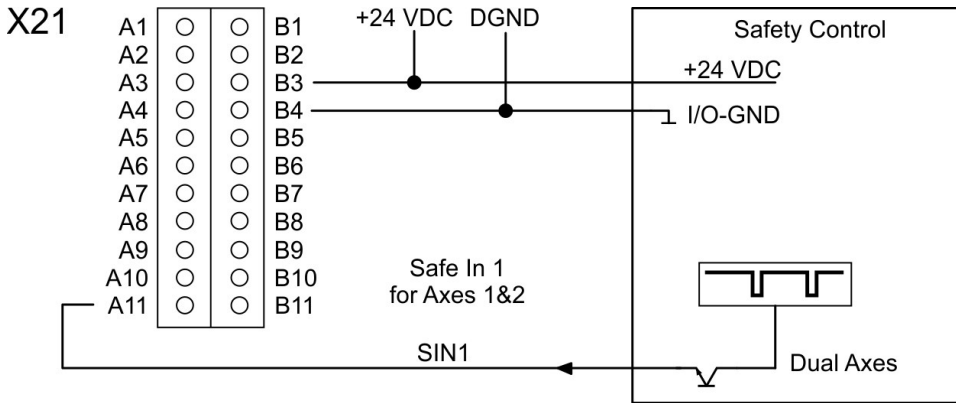 X21
+24 VDC DGND
Safety Control
A1 B1
A2 B2
A3 B3
+24 VDC
A4 B4
I/O-GND
A5 B5
A6 B6
A7 B7
A8 B8
A9 B9
A10 B10
A11 B11
Safe In 1
for Axes 1&2
SIN1
Dual Axes